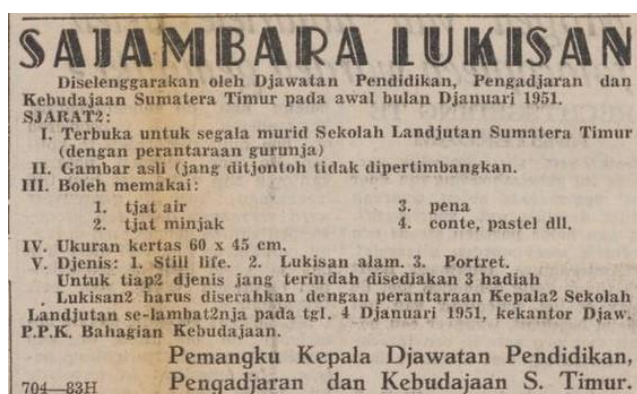 SAJAMBARA LUKISAN
Diselenggarakan oleh Djawatan Pendidikan, Pengadjaran dan
Kebudajaan Sumatera Timur pada awal bulan Djanuari 1951.
SJARAT2:
I. Terbuka untuk segala murid Sekolah Landjutan Sumatera Timur
(dengan perantaraan gurunja)
II. Gambar asli (jang ditjontoh tidak dipertimbangkan.
III. Boleh memakai:
1. tjat air
2. tjat minjak
3. pena
4. conte, pastel dll.
IV. Ukuran kertas 60 x 45 cm.
V. Djenis: 1. Still life. 2. Lukisan alam. 3. Portret.
Untuk tiap2 djenis jang terindah disediakan 3 hadiah
Lukisan2 harus diserahkan dengan perantaraan Kepala2 Sekolah
Landjutan se-lambat2nja pada tgl. 4 Djanuari 1951, kekantor Djaw.
P.P.K. Bahagian Kebudajaan.
Pemangku Kepala Djawatan Pendidikan,
Pengadjaran dan Kebudajaan S. Timur.
704—83H